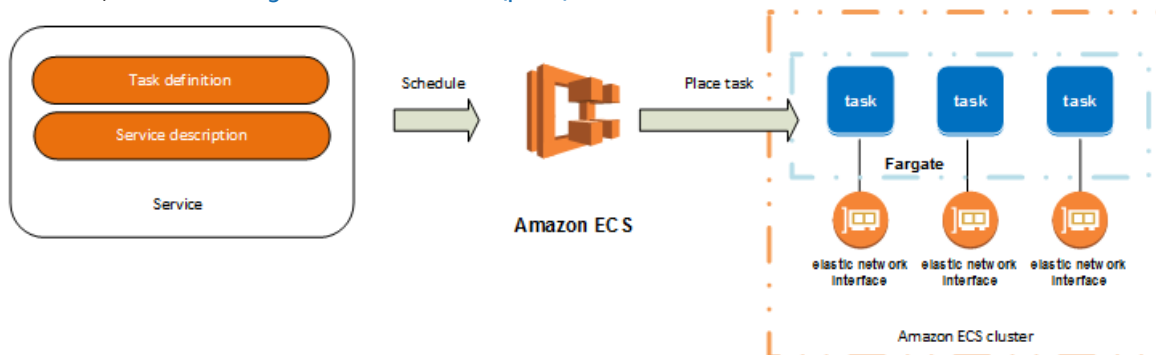 Task definition
Service description
Service
Schedule
Amazon ECS
Place task
task
task
task
Fargate
elastic network
interface
elastic network
interface
elastic network
interface
Amazon ECS cluster